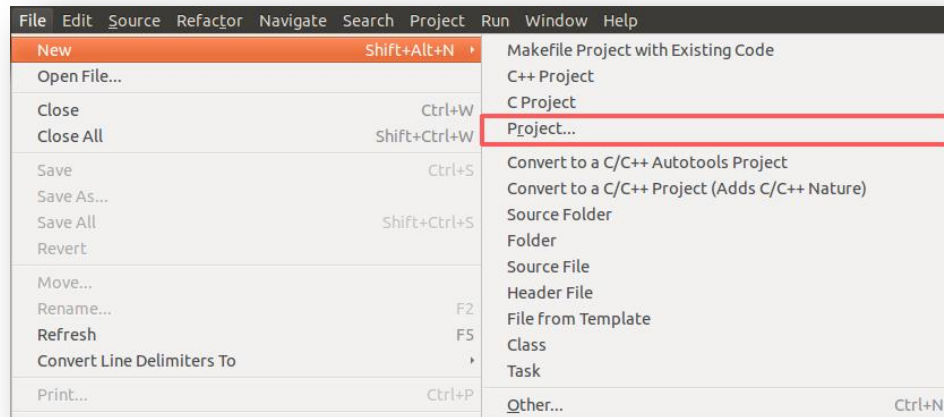 File Edit Source Refactor Navigate Search Project Run Window Help
New Shift+Alt+N
Open File...
Close Ctrl+W
Close All Shift+Ctrl+W
Save Ctrl+S
Save As...
Save All Shift+Ctrl+S
Revert
Move...
Rename... F2
Refresh F5
Convert Line Delimiters To
Print... Ctrl+P
Makefile Project with Existing Code
C++ Project
C Project
Project...
Convert to a C/C++ Autotools Project
Convert to a C/C++ Project (Adds C/C++ Nature)
Source Folder
Folder
Source File
Header File
File from Template
Class
Task
Other... Ctrl+N